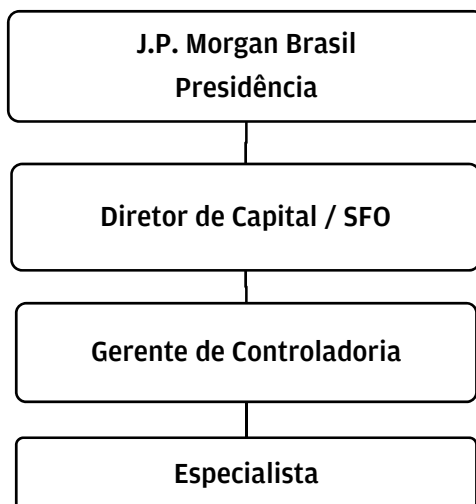 J.P. Morgan Brasil
Presidência
Diretor de Capital / SFO
Gerente de Controladoria
Especialista